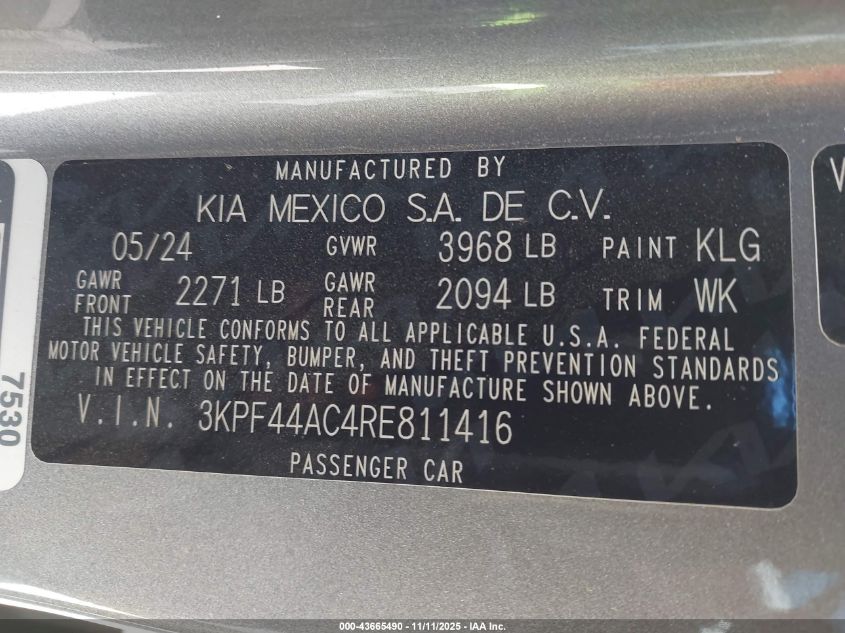 MANUFACTURED BY
KIA MEXICO S.A. DE C.V.
05/24 GVWR 3968 LB PAINT KLG
GAWR FRONT 2271 LB GAWR REAR 2094 LB TRIM WK
THIS VEHICLE CONFORMS TO ALL APPLICABLE U.S.A. FEDERAL
MOTOR VEHICLE SAFETY, BUMPER, AND THEFT PREVENTION STANDARDS
IN EFFECT ON THE DATE OF MANUFACTURE SHOWN ABOVE.
V.I.N. 3KPF44AC4RE811416
PASSENGER CAR
7530
V
000-43665490 - 11/11/2025 - IAA Inc.